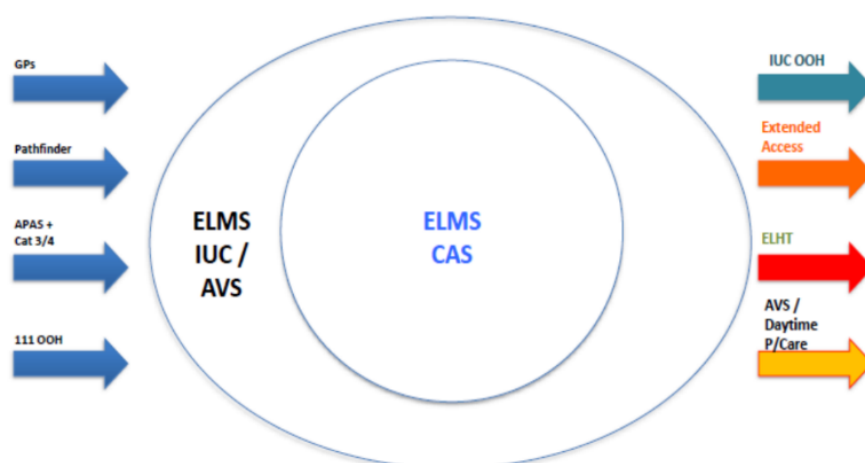 GPs
Pathfinder
APAS +
Cat 3/4
111 OOH
ELMS
IUC /
AVS
ELMS
CAS
IUC OOH
Extended
Access
ELHT
AVS /
Daytime
P/Care